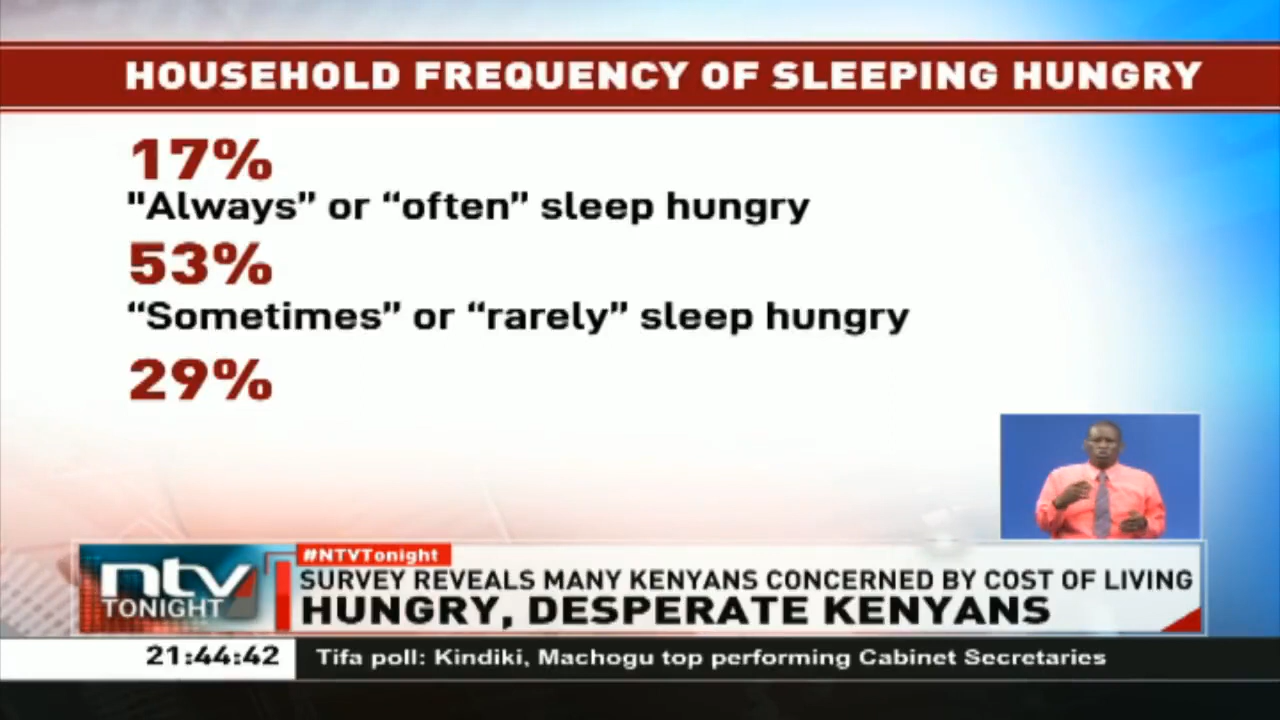 HOUSEHOLD FREQUENCY OF SLEEPING HUNGRY
17%
"Always” or “often” sleep hungry
53%
“Sometimes” or “rarely” sleep hungry
29%
#NTVTonight
ntv
TONIGHT
SURVEY REVEALS MANY KENYANS CONCERNED BY COST OF LIVING
HUNGRY, DESPERATE KENYANS
21:44:42
Tifa poll: Kindiki, Machogu top performing Cabinet Secretaries